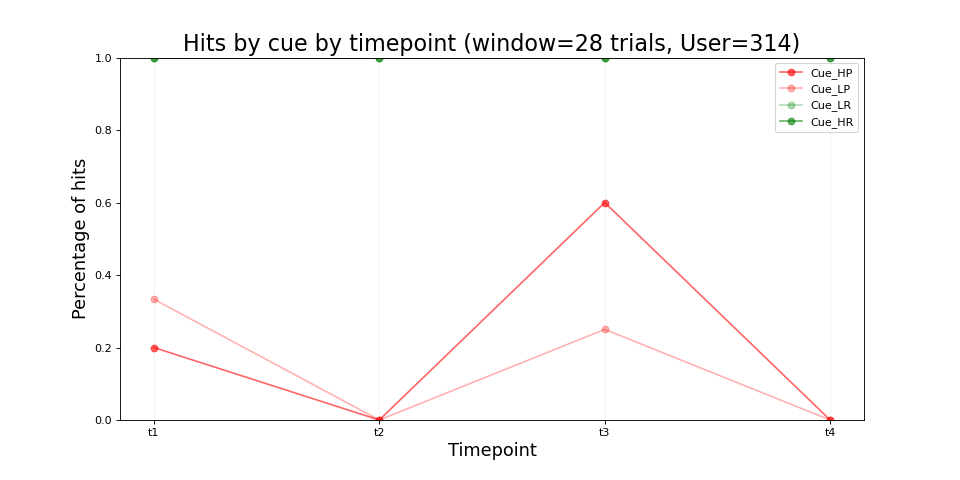 Hits by cue by timepoint (window=28 trials, User=314)
Percentage of hits
1.0
0.8
0.6
0.4
0.2
0.0
Cue_HP
Cue_LP
Cue_LR
Cue_HR
t1 t2 t3 t4
Timepoint